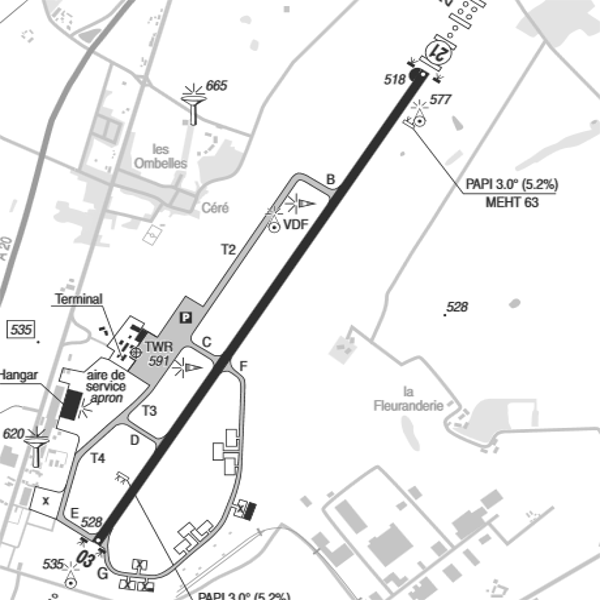 21
518
577
665
les
Ombelles
PAPI 3.0° (5.2%)
MEHT 63
B
Céré
VDF
A 20
T2
528
Terminal
P
535
TWR
591
C
F
Hangar
aire de
service
apron
la
Fleuranderie
T3
620
D
T4
x
E
528
03
535
G
X
X
X
X
PAPI 3.0° (5.2%)